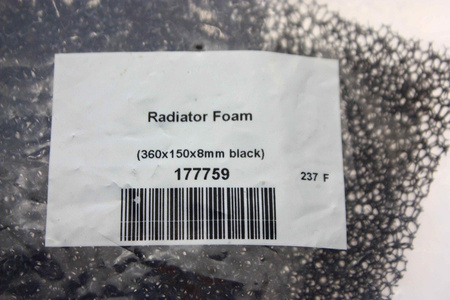 Radiator Foam
(360x150x8mm black)
177759
237 F